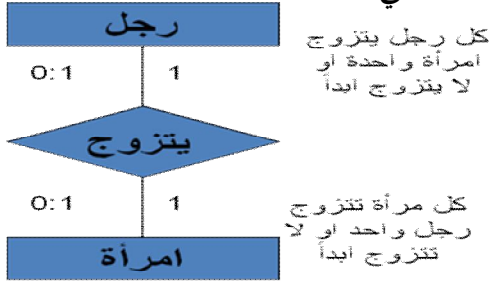 رجل
كل رجل يتزوج
امرأة واحدة او
لا يتزوج ابداً
0:1 1
يتزوج
0:1 1
كل مرأة تتزوج
رجل واحد او لا
تتزوج ابداً
امرأة